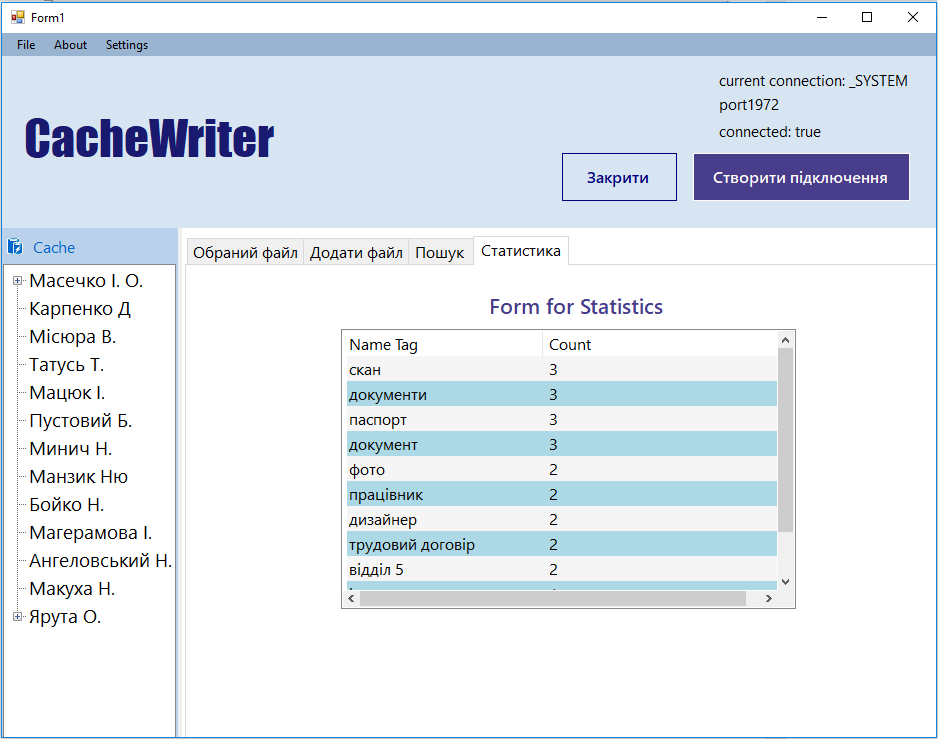 Form1
File About Settings
current connection: _SYSTEM
port1972
connected: true
CacheWriter
Закрити
Створити підключення
Cache
Обраний файл Додати файл Пошук Статистика
Масечко І. О.
Карпенко Д
Місюра В.
Татусь Т.
Мацюк І.
Пустовий Б.
Минич Н.
Манзик Ню
Бойко Н.
Магерамова І.
Ангеловський Н.
Макуха Н.
Ярута О.
Form for Statistics
Name Tag Count
скан 3
документи 3
паспорт 3
документ 3
фото 2
працівник 2
дизайнер 2
трудовий договір 2
відділ 5 2